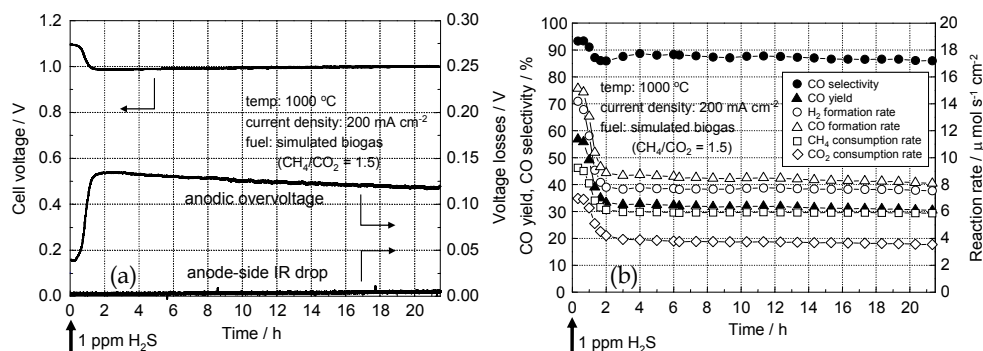 (a)
Cell voltage / V
1.2
1.0
0.8
0.6
0.4
0.2
0.0
temp: 1000 °C
current density: 200 mA cm-2
fuel: simulated biogas
(CH4/CO2 = 1.5)
anodic overvoltage
anode-side IR drop
0.30
0.25
0.20
0.15
0.10
0.05
0.00
Voltage losses / V
0 2 4 6 8 10 12 14 16 18 20
Time / h
1 ppm H2S
(b)
CO yield, CO selectivity / %
100
90
80
70
60
50
40
30
20
10
0
temp: 1000 °C
current density: 200 mA cm-2
fuel: simulated biogas
(CH4/CO2 = 1.5)
CO selectivity
CO yield
H2 formation rate
CO formation rate
CH4 consumption rate
CO2 consumption rate
20
18
16
14
12
10
8
6
4
2
0
Reaction rate / μ mol s-1 cm-2
0 2 4 6 8 10 12 14 16 18 20
Time / h
1 ppm H2S